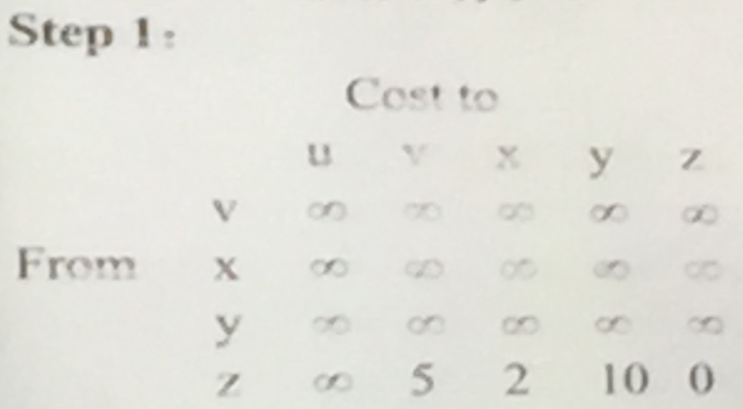 Step 1:
Cost to
u v x y z
v ∞ ∞ ∞ ∞ ∞
From x ∞ ∞ ∞ ∞ ∞
y ∞ ∞ ∞ ∞ ∞
z ∞ 5 2 10 0